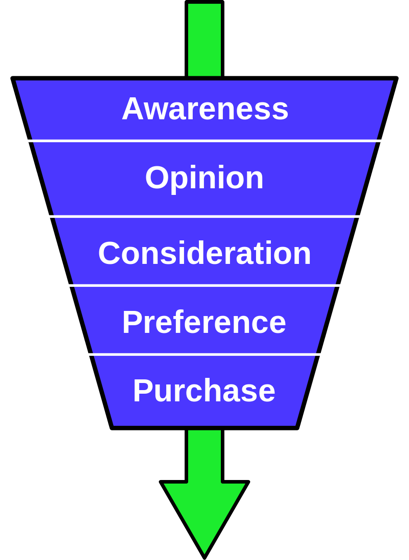 Awareness
Opinion
Consideration
Preference
Purchase